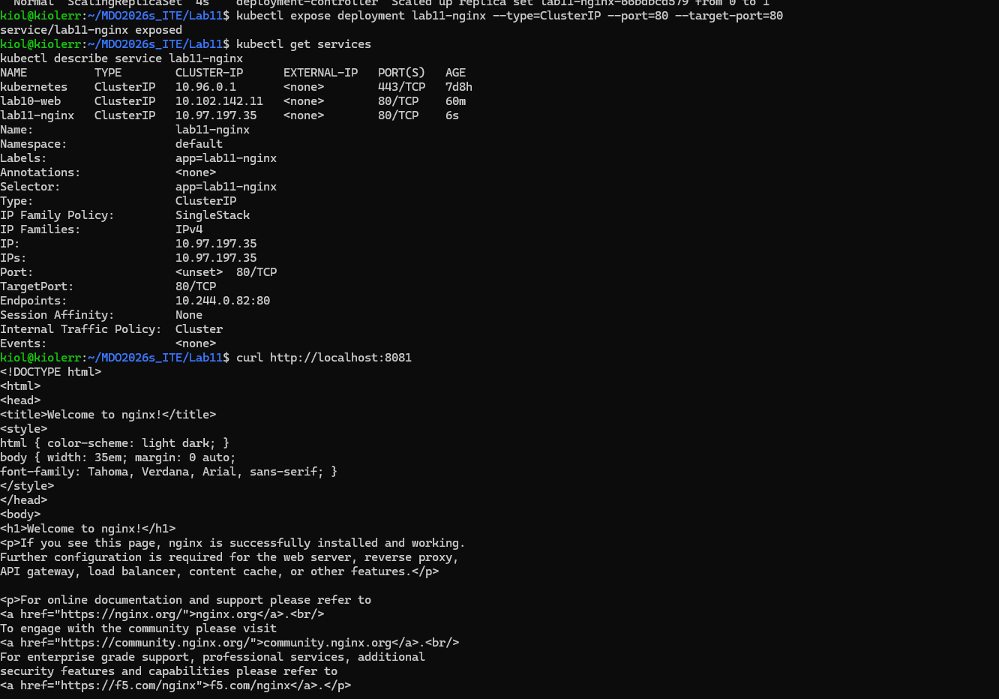 Normal  ScalingReplicaSet  4s    deployment-controller  Scaled up replica set lab11-nginx-66bdbcd579 from 0 to 1
kiol@kiolerr:~/MDO2026s_ITE/Lab11$ kubectl expose deployment lab11-nginx --type=ClusterIP --port=80 --target-port=80
service/lab11-nginx exposed
kiol@kiolerr:~/MDO2026s_ITE/Lab11$ kubectl get services
kubectl describe service lab11-nginx
NAME          TYPE        CLUSTER-IP      EXTERNAL-IP   PORT(S)   AGE
kubernetes    ClusterIP   10.96.0.1       <none>        443/TCP   7d8h
lab10-web     ClusterIP   10.102.142.11   <none>        80/TCP    60m
lab11-nginx   ClusterIP   10.97.197.35    <none>        80/TCP    6s
Name:                     lab11-nginx
Namespace:                default
Labels:                   app=lab11-nginx
Annotations:              <none>
Selector:                 app=lab11-nginx
Type:                     ClusterIP
IP Family Policy:         SingleStack
IP Families:              IPv4
IP:                       10.97.197.35
IPs:                      10.97.197.35
Port:                     <unset>  80/TCP
TargetPort:               80/TCP
Endpoints:                10.244.0.82:80
Session Affinity:         None
Internal Traffic Policy:  Cluster
Events:                   <none>
kiol@kiolerr:~/MDO2026s_ITE/Lab11$ curl http://localhost:8081
<!DOCTYPE html>
<html>
<head>
<title>Welcome to nginx!</title>
<style>
html { color-scheme: light dark; }
body { width: 35em; margin: 0 auto;
font-family: Tahoma, Verdana, Arial, sans-serif; }
</style>
</head>
<body>
<h1>Welcome to nginx!</h1>
<p>If you see this page, nginx is successfully installed and working.
Further configuration is required for the web server, reverse proxy,
API gateway, load balancer, content cache, or other features.</p>

<p>For online documentation and support please refer to
<a href="https://nginx.org/">nginx.org</a>.<br/>
To engage with the community please visit
<a href="https://community.nginx.org/">community.nginx.org</a>.<br/>
For enterprise grade support, professional services, additional
security features and capabilities please refer to
<a href="https://f5.com/nginx">f5.com/nginx</a>.</p>